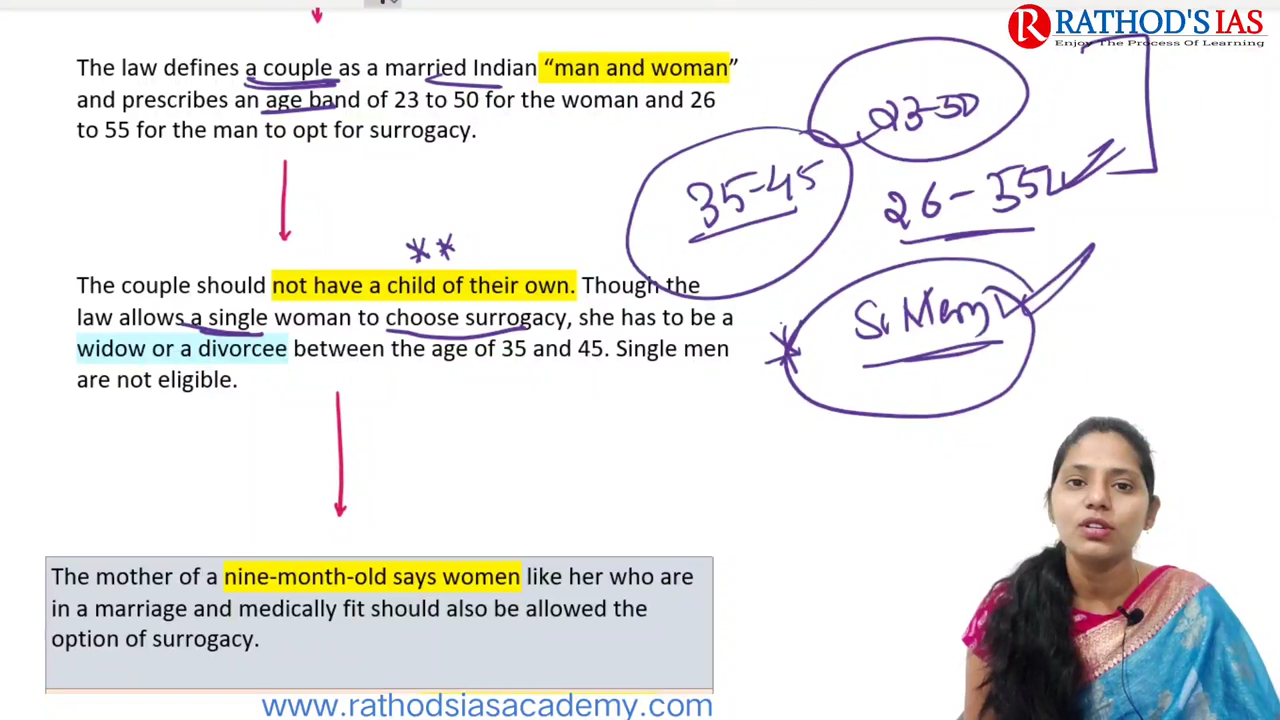 RATHOD'S IAS
Enjoy The Process Of Learning
The law defines a couple as a married Indian “man and woman”
and prescribes an age band of 23 to 50 for the woman and 26
to 55 for the man to opt for surrogacy.
23-50
35-45
26-55
The couple should not have a child of their own. Though the
law allows a single woman to choose surrogacy, she has to be a
widow or a divorcee between the age of 35 and 45. Single men
are not eligible.
The mother of a nine-month-old says women like her who are
in a marriage and medically fit should also be allowed the
option of surrogacy.
www.rathodsiasacademy.com